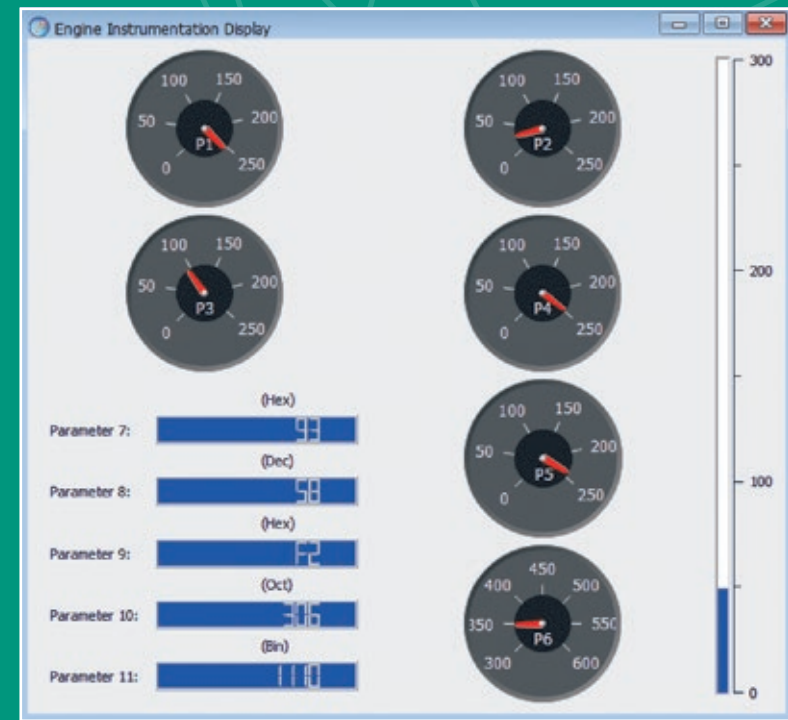 Engine Instrumentation Display
100 150
50 200
P1
0 250
100 150
50 200
P2
0 250
100 150
50 200
P3
0 250
100 150
50 200
P4
0 250
100 150
50 200
P5
0 250
450
400 500
350 550
P6
300 600
(Hex)
Parameter 7: 93
(Dec)
Parameter 8: 58
(Hex)
Parameter 9: F2
(Oct)
Parameter 10: 306
(Bin)
Parameter 11: 1110
300
200
100
0